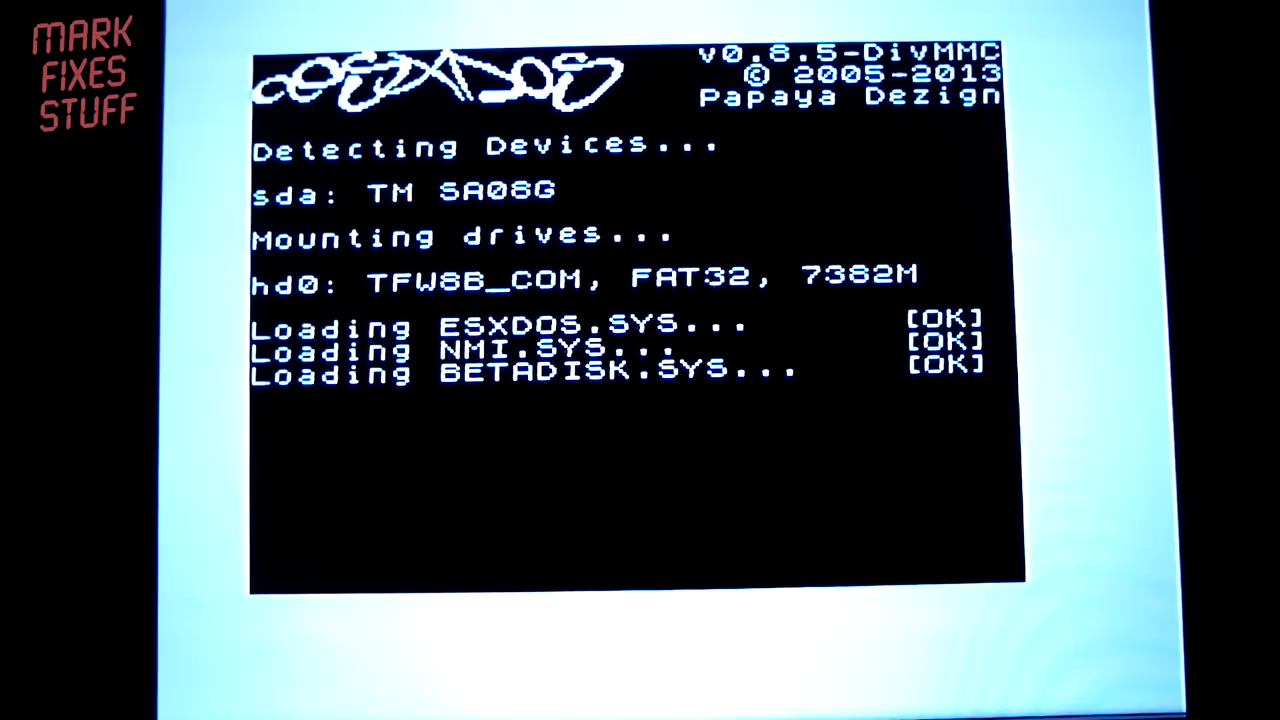 MARK
FIXES
STUFF
esxDOS
v0.8.5-DivMMC
© 2005-2013
Papaya Dezign
Detecting Devices...
sda: TM SA08G
Mounting drives...
hd0: TFW8B_COM, FAT32, 7382M
Loading ESXDOS.SYS... [OK]
Loading NMI.SYS... [OK]
Loading BETADISK.SYS... [OK]